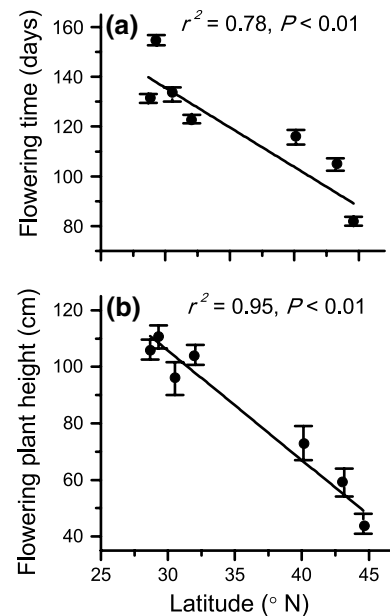 (a)
r² = 0.78, P < 0.01
Flowering time (days)
160
140
120
100
80
(b)
r² = 0.95, P < 0.01
Flowering plant height (cm)
120
100
80
60
40
25 30 35 40 45
Latitude (° N)